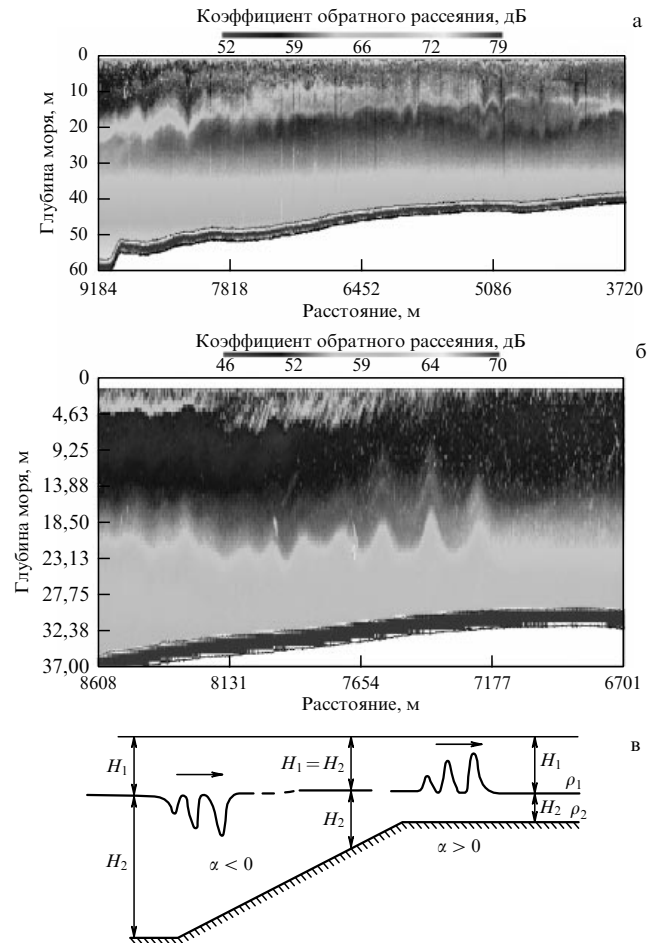 Коэффициент обратного рассеяния, дБ
а
52 59 66 72 79
0
10
20
30
40
50
60
Глубина моря, м
9184 7818 6452 5086 3720
Расстояние, м
Коэффициент обратного рассеяния, дБ
б
46 52 59 64 70
0
4,63
9,25
13,88
18,50
23,13
27,75
32,38
37,00
Глубина моря, м
8608 8131 7654 7177 6701
Расстояние, м
в
H₁ H₁ = H₂ H₁
ρ₁
H₂ H₂ H₂ ρ₂
α < 0 α > 0